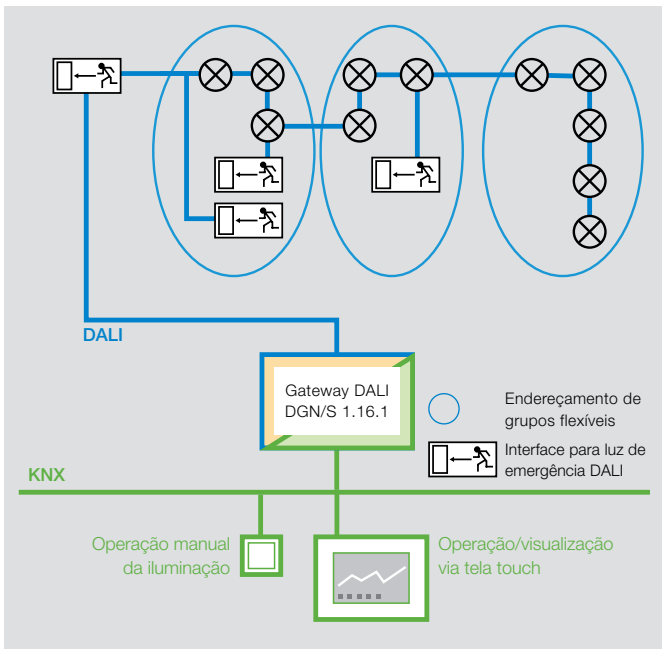 DALI
Gateway DALI
DGN/S 1.16.1
Endereçamento de
grupos flexíveis
Interface para luz de
emergência DALI
KNX
Operação manual
da iluminação
Operação/visualização
via tela touch